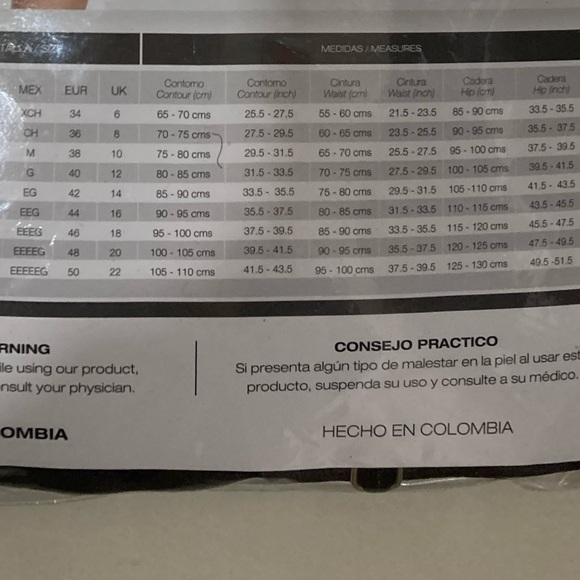 TALLA / SIZE MEDIDAS / MEASURES
MEX EUR UK Contorno Contour (cm) Contorno Contour (inch) Cintura Waist (cm) Cintura Waist (inch) Cadera Hip (cm) Cadera Hip (inch)
XCH 34 6 65 - 70 cms 25.5 - 27.5 55 - 60 cms 21.5 - 23.5 85 - 90 cms 33.5 - 35.5
CH 36 8 70 - 75 cms 27.5 - 29.5 60 - 65 cms 23.5 - 25.5 90 - 95 cms 35.5 - 37.5
M 38 10 75 - 80 cms 29.5 - 31.5 65 - 70 cms 25.5 - 27.5 95 - 100 cms 37.5 - 39.5
G 40 12 80 - 85 cms 31.5 - 33.5 70 - 75 cms 27.5 - 29.5 100 - 105 cms 39.5 - 41.5
EG 42 14 85 - 90 cms 33.5 - 35.5 75 - 80 cms 29.5 - 31.5 105 -110 cms 41.5 - 43.5
EEG 44 16 90 - 95 cms 35.5 - 37.5 80 - 85 cms 31.5 - 33.5 110 - 115 cms 43.5 - 45.5
EEEG 46 18 95 - 100 cms 37.5 - 39.5 85 - 90 cms 33.5 - 35.5 115 - 120 cms 45.5 - 47.5
EEEEG 48 20 100 - 105 cms 39.5 - 41.5 90 - 95 cms 35.5 - 37.5 120 - 125 cms 47.5 - 49.5
EEEEEG 50 22 105 - 110 cms 41.5 - 43.5 95 - 100 cms 37.5 - 39.5 125 - 130 cms 49.5 -51.5
RNING
ile using our product,
nsult your physician.
OMBIA
CONSEJO PRACTICO
Si presenta algún tipo de malestar en la piel al usar est
producto, suspenda su uso y consulte a su médico.
HECHO EN COLOMBIA